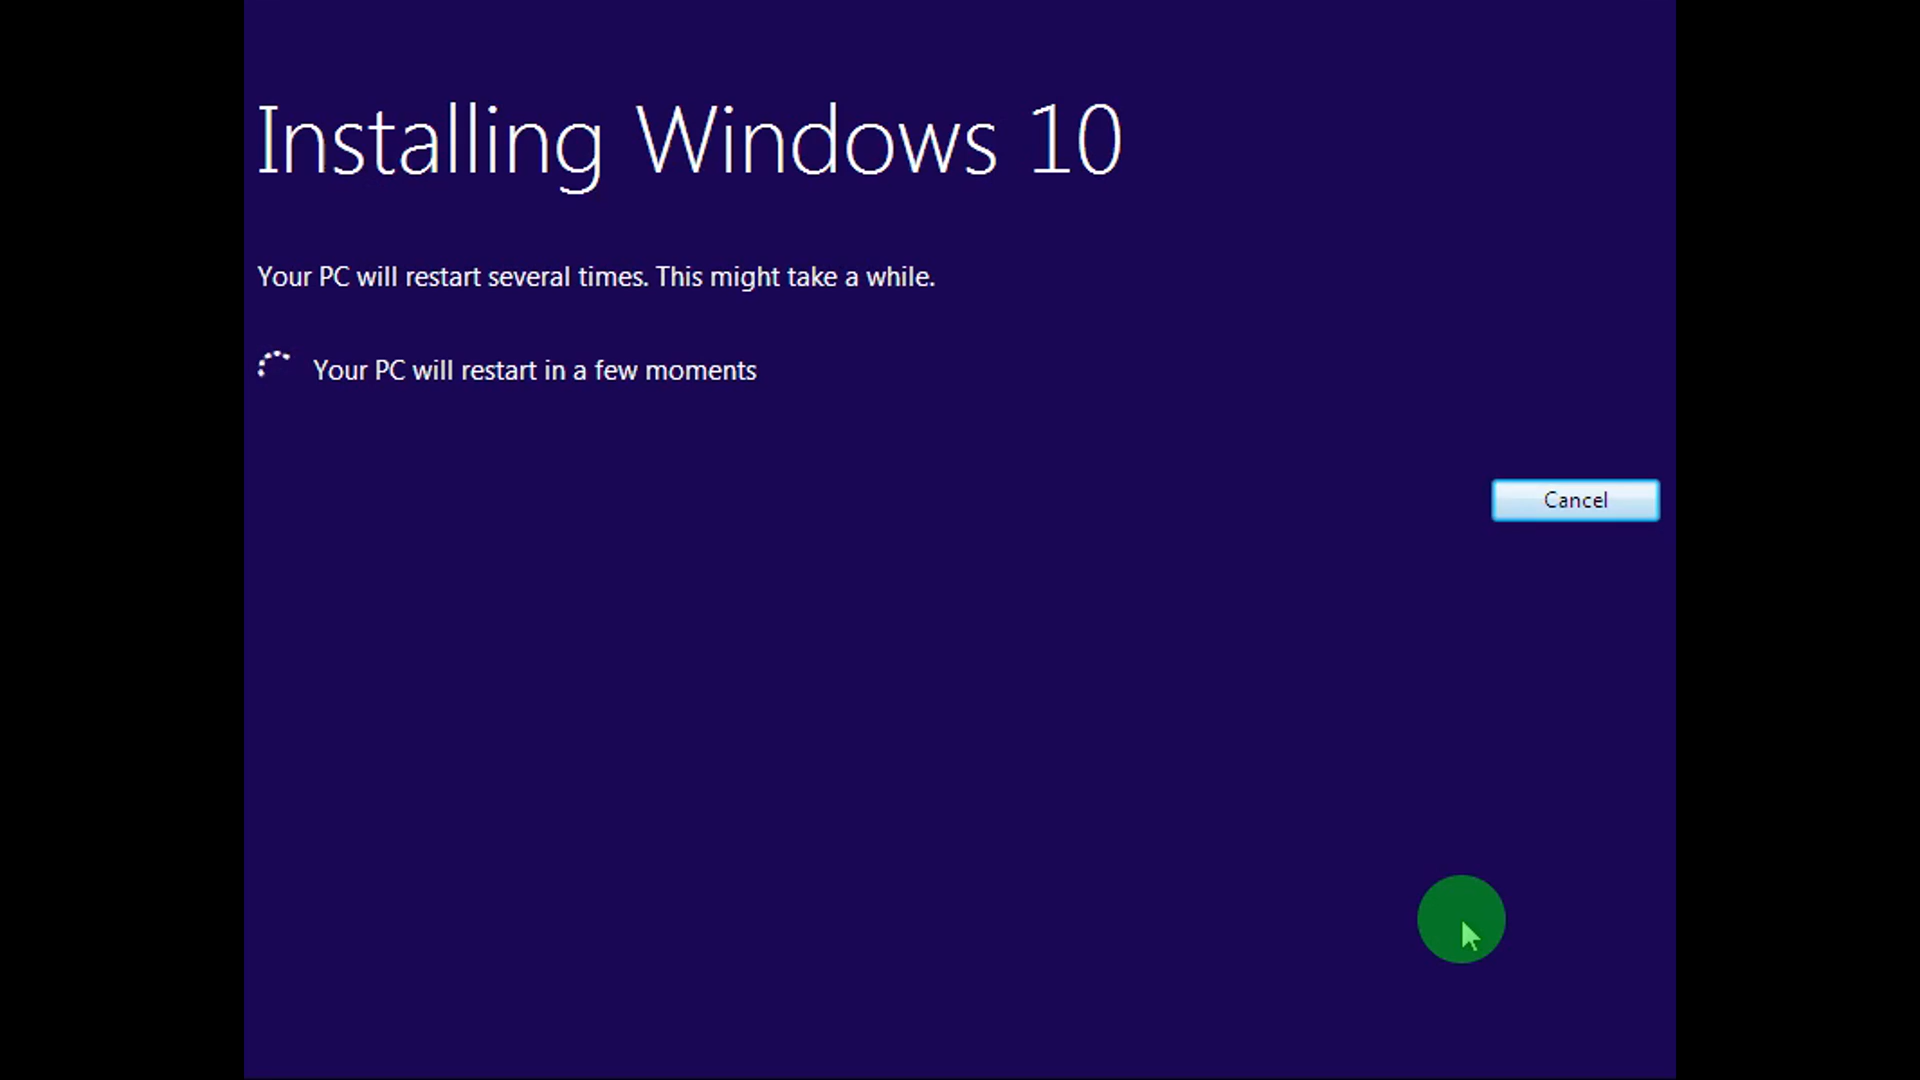 Installing Windows 10
Your PC will restart several times. This might take a while.
Your PC will restart in a few moments
Cancel